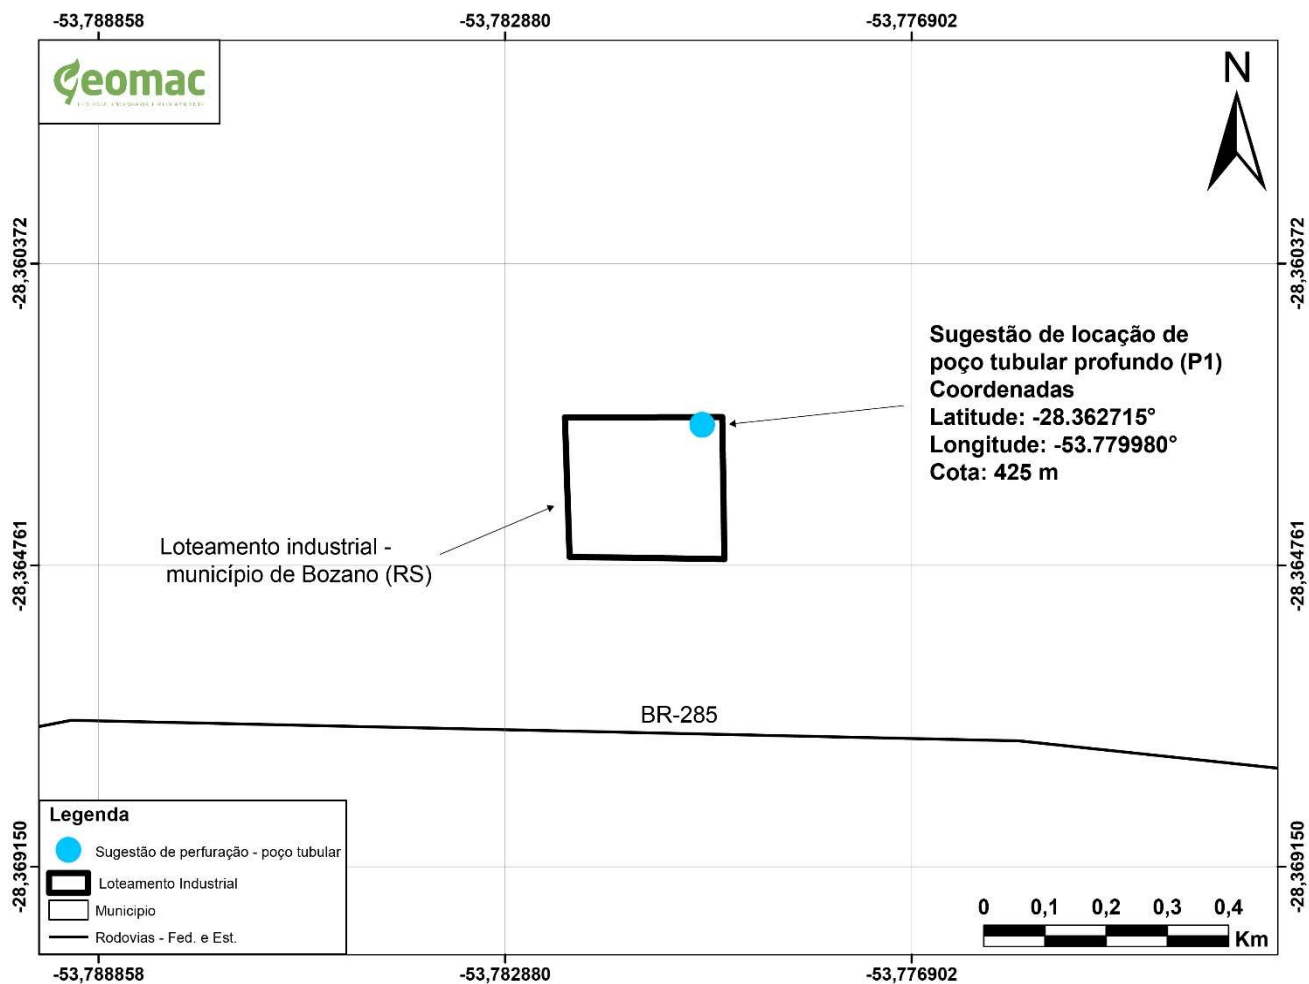 -53,788858
-53,782880
-53,776902
Geomac
N
-28,360372
-28,360372
Sugestão de locação de
poço tubular profundo (P1)
Coordenadas
Latitude: -28.362715°
Longitude: -53.779980°
Cota: 425 m
Loteamento industrial -
município de Bozano (RS)
-28,364761
-28,364761
BR-285
Legenda
Sugestão de perfuração - poço tubular
Loteamento Industrial
Municipio
Rodovias - Fed. e Est.
-28,369150
-28,369150
0 0,1 0,2 0,3 0,4
Km
-53,788858
-53,782880
-53,776902